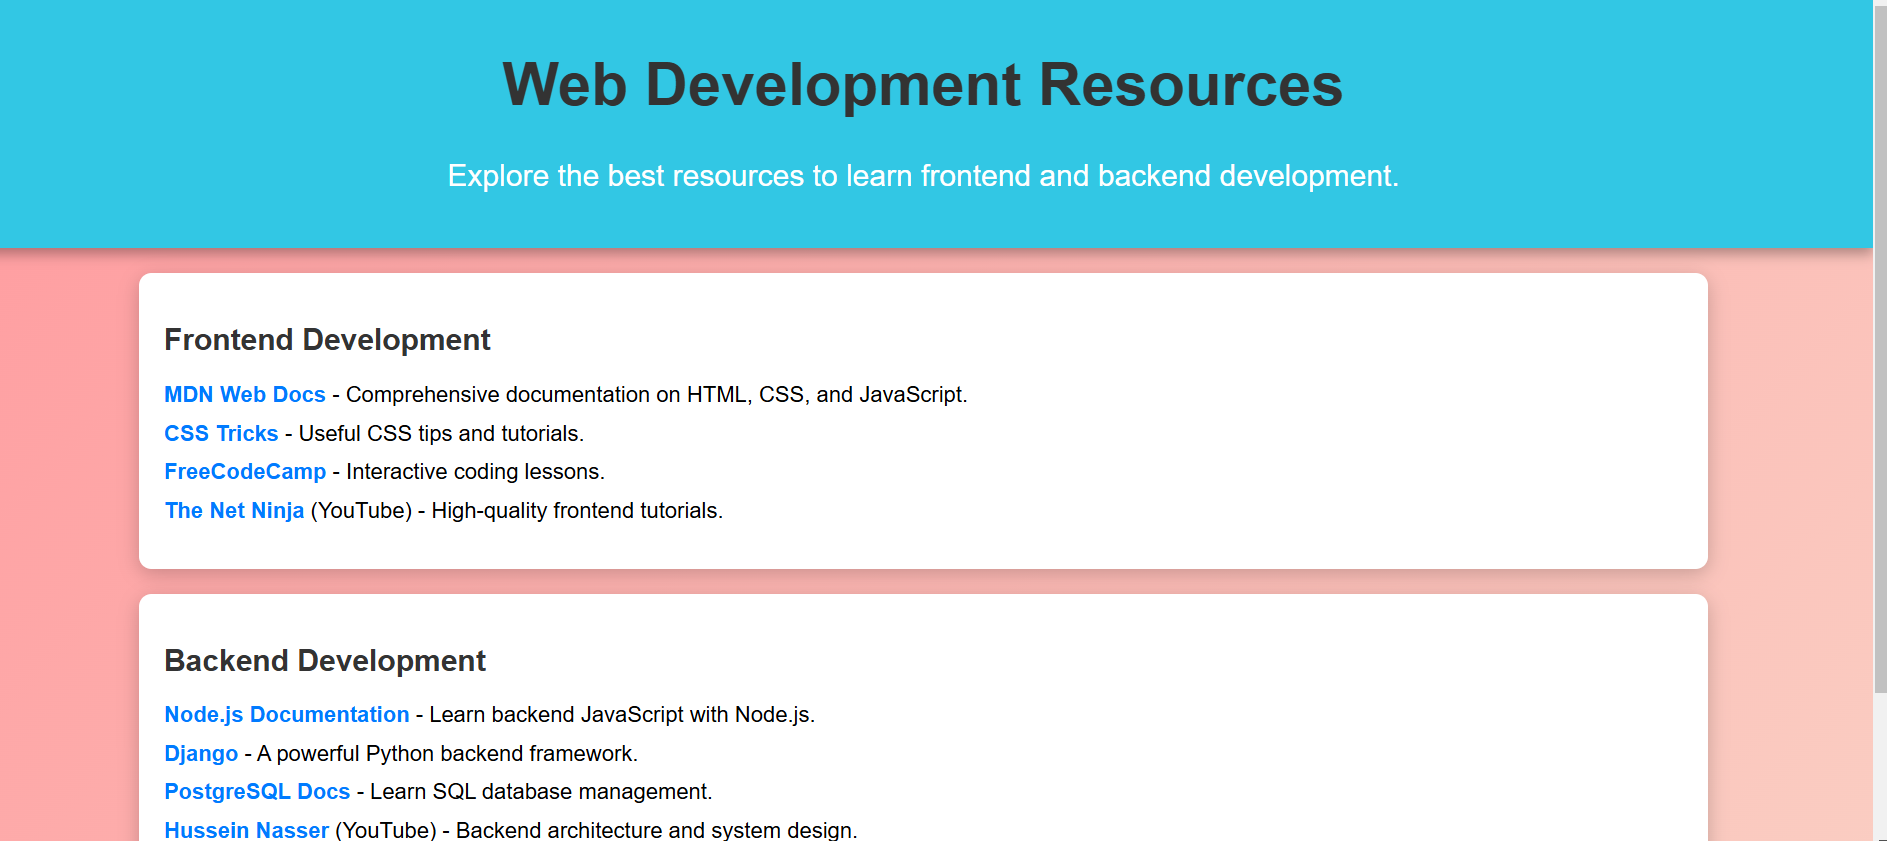 Web Development Resources
Explore the best resources to learn frontend and backend development.
Frontend Development
MDN Web Docs - Comprehensive documentation on HTML, CSS, and JavaScript.
CSS Tricks - Useful CSS tips and tutorials.
FreeCodeCamp - Interactive coding lessons.
The Net Ninja (YouTube) - High-quality frontend tutorials.
Backend Development
Node.js Documentation - Learn backend JavaScript with Node.js.
Django - A powerful Python backend framework.
PostgreSQL Docs - Learn SQL database management.
Hussein Nasser (YouTube) - Backend architecture and system design.